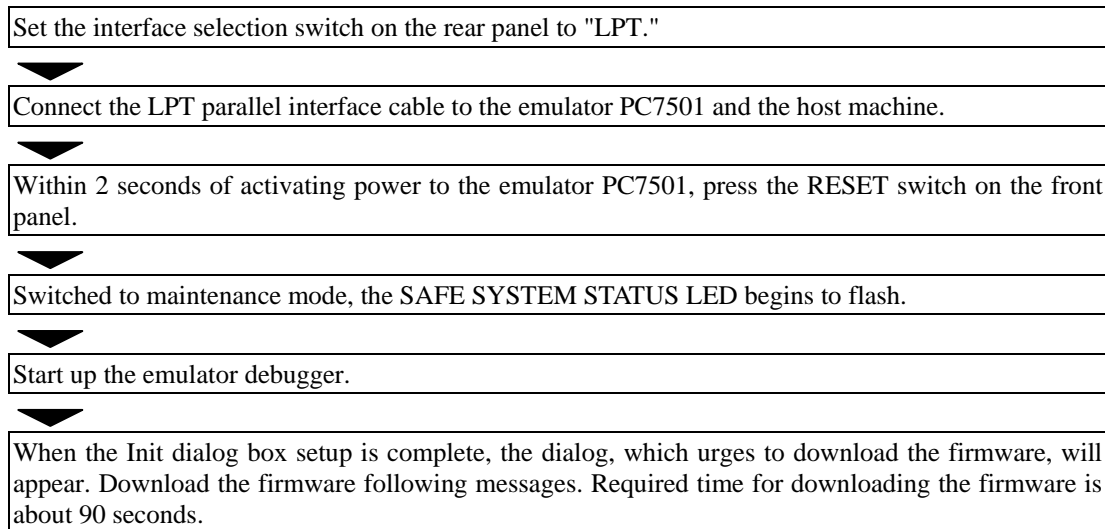 Set the interface selection switch on the rear panel to "LPT."
Connect the LPT parallel interface cable to the emulator PC7501 and the host machine.
Within 2 seconds of activating power to the emulator PC7501, press the RESET switch on the front
panel.
Switched to maintenance mode, the SAFE SYSTEM STATUS LED begins to flash.
Start up the emulator debugger.
When the Init dialog box setup is complete, the dialog, which urges to download the firmware, will
appear. Download the firmware following messages. Required time for downloading the firmware is
about 90 seconds.